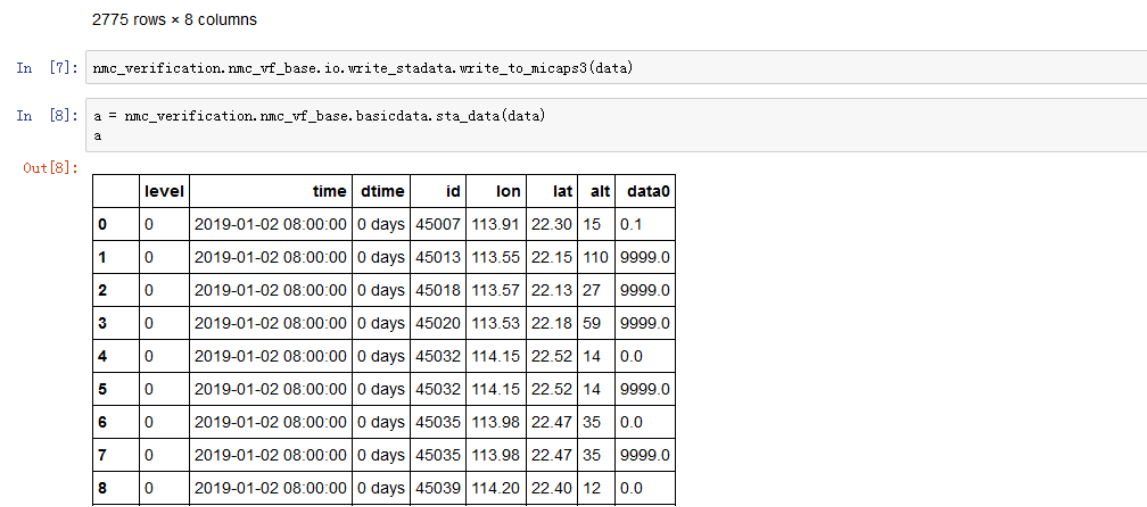 2775 rows × 8 columns
In [7]: nmc_verification.nmc_vf_base.io.write_stadata.write_to_micaps3(data)
In [8]: a = nmc_verification.nmc_vf_base.basicdata.sta_data(data)
a
Out[8]:
level time dtime id lon lat alt data0
0 0 2019-01-02 08:00:00 0 days 45007 113.91 22.30 15 0.1
1 0 2019-01-02 08:00:00 0 days 45013 113.55 22.15 110 9999.0
2 0 2019-01-02 08:00:00 0 days 45018 113.57 22.13 27 9999.0
3 0 2019-01-02 08:00:00 0 days 45020 113.53 22.18 59 9999.0
4 0 2019-01-02 08:00:00 0 days 45032 114.15 22.52 14 0.0
5 0 2019-01-02 08:00:00 0 days 45032 114.15 22.52 14 9999.0
6 0 2019-01-02 08:00:00 0 days 45035 113.98 22.47 35 0.0
7 0 2019-01-02 08:00:00 0 days 45035 113.98 22.47 35 9999.0
8 0 2019-01-02 08:00:00 0 days 45039 114.20 22.40 12 0.0